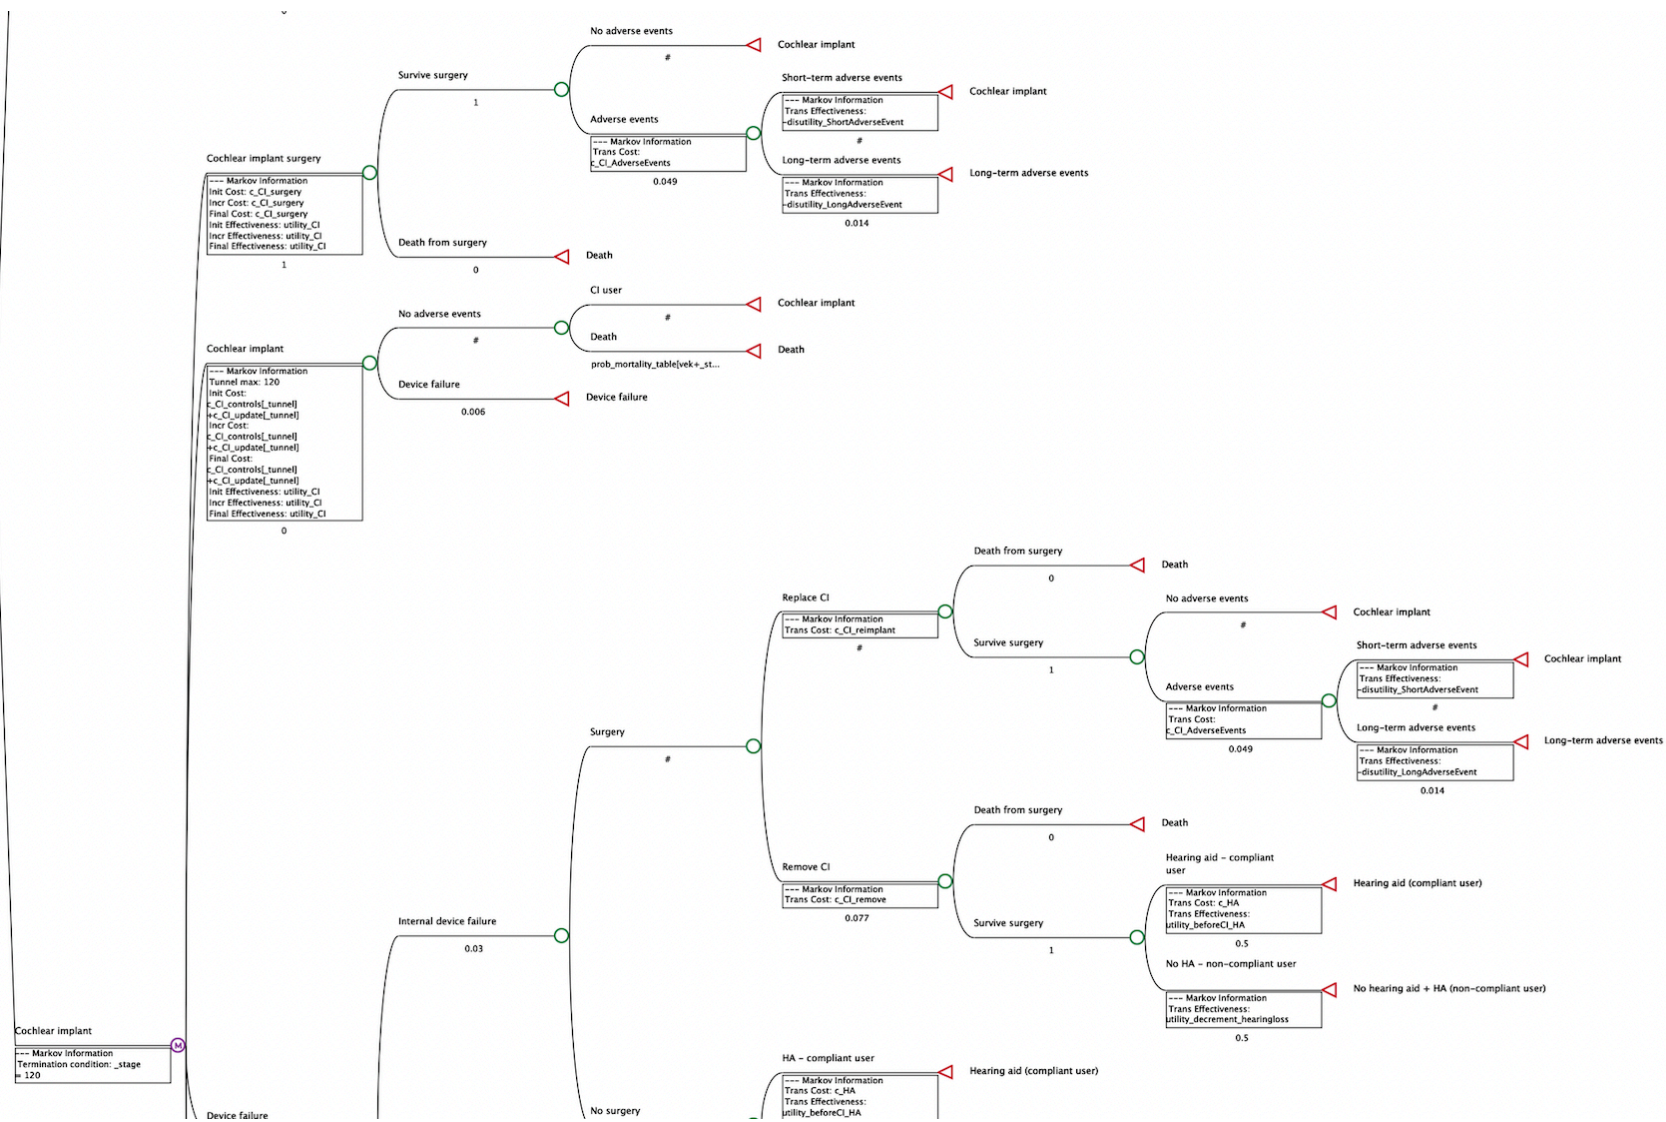 No adverse events
#
Cochlear implant
Survive surgery
1
Short-term adverse events
--- Markov Information
Trans Effectiveness:
-disutility_ShortAdverseEvent
#
Cochlear implant
Adverse events
--- Markov Information
Trans Cost:
c_CI_AdverseEvents
0.049
Long-term adverse events
--- Markov Information
Trans Effectiveness:
-disutility_LongAdverseEvent
0.014
Long-term adverse events
Cochlear implant surgery
--- Markov Information
Init Cost: c_CI_surgery
Incr Cost: c_CI_surgery
Final Cost: c_CI_surgery
Init Effectiveness: utility_CI
Incr Effectiveness: utility_CI
Final Effectiveness: utility_CI
1
Death from surgery
0
Death
CI user
#
Cochlear implant
No adverse events
#
Death
prob_mortality_table[vek+_st...
Death
Cochlear implant
--- Markov Information
Tunnel max: 120
Init Cost:
c_CI_controls[_tunnel]
+c_CI_update[_tunnel]
Incr Cost:
c_CI_controls[_tunnel]
+c_CI_update[_tunnel]
Final Cost:
c_CI_controls[_tunnel]
+c_CI_update[_tunnel]
Init Effectiveness: utility_CI
Incr Effectiveness: utility_CI
Final Effectiveness: utility_CI
0
Device failure
0.006
Device failure
Death from surgery
0
Death
Replace CI
--- Markov Information
Trans Cost: c_CI_reimplant
#
No adverse events
#
Cochlear implant
Survive surgery
1
Short-term adverse events
--- Markov Information
Trans Effectiveness:
-disutility_ShortAdverseEvent
#
Cochlear implant
Adverse events
--- Markov Information
Trans Cost:
c_CI_AdverseEvents
0.049
Long-term adverse events
--- Markov Information
Trans Effectiveness:
-disutility_LongAdverseEvent
0.014
Long-term adverse events
Surgery
#
Death from surgery
0
Death
Remove CI
--- Markov Information
Trans Cost: c_CI_remove
0.077
Hearing aid - compliant
user
--- Markov Information
Trans Cost: c_HA
Trans Effectiveness:
utility_beforeCI_HA
0.5
Hearing aid (compliant user)
Survive surgery
1
No HA - non-compliant user
--- Markov Information
Trans Effectiveness:
utility_decrement_hearingloss
0.5
No hearing aid + HA (non-compliant user)
Internal device failure
0.03
Cochlear implant
--- Markov Information
Termination condition: _stage
= 120
HA - compliant user
--- Markov Information
Trans Cost: c_HA
Trans Effectiveness:
utility_beforeCI_HA
Hearing aid (compliant user)
No surgery
Device failure